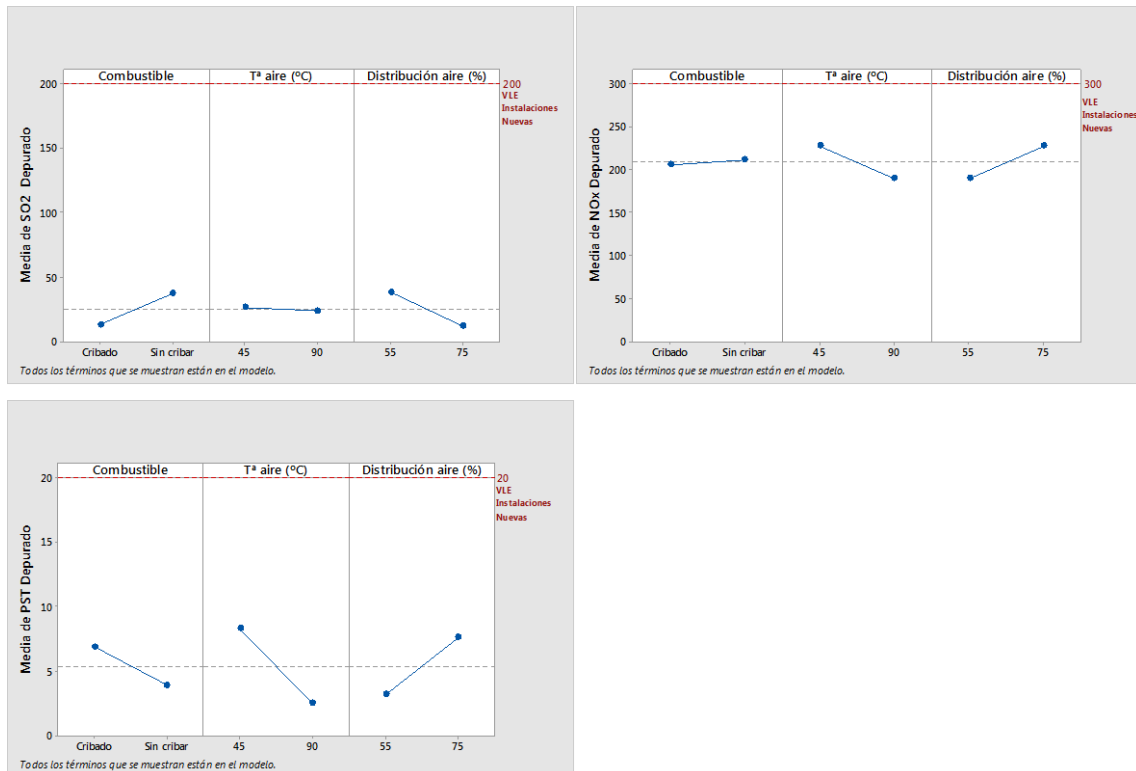 Combustible Tª aire (ºC) Distribución aire (%)
200 200
VLE
Instalaciones
Nuevas
150
100
50
0
Media de SO2 Depurado
Cribado Sin cribar 45 90 55 75
Todos los términos que se muestran están en el modelo.
Combustible Tª aire (ºC) Distribución aire (%)
300 300
VLE
Instalaciones
Nuevas
250
200
150
100
50
0
Media de NOx Depurado
Cribado Sin cribar 45 90 55 75
Todos los términos que se muestran están en el modelo.
Combustible Tª aire (ºC) Distribución aire (%)
20 20
VLE
Instalaciones
Nuevas
15
10
5
0
Media de PST Depurado
Cribado Sin cribar 45 90 55 75
Todos los términos que se muestran están en el modelo.